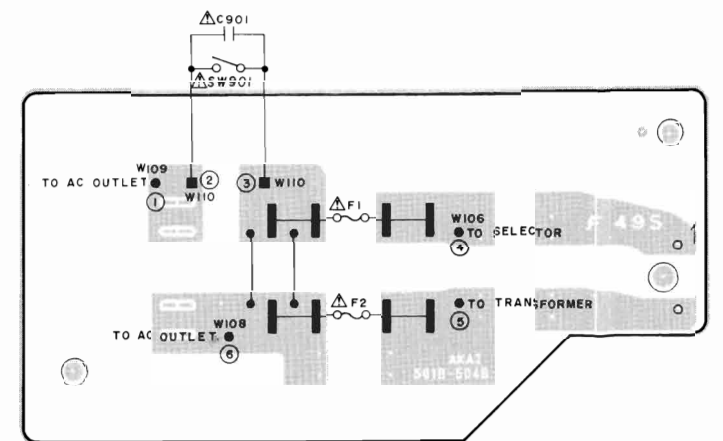 ⚠C901
⚠SW901
W109
TO AC OUTLET
1
2
W110
3
W110
⚠F1
W106
TO SELECTOR
4
F 49S
⚠F2
TO TRANSFORMER
5
W108
TO AC OUTLET
6
AKAI